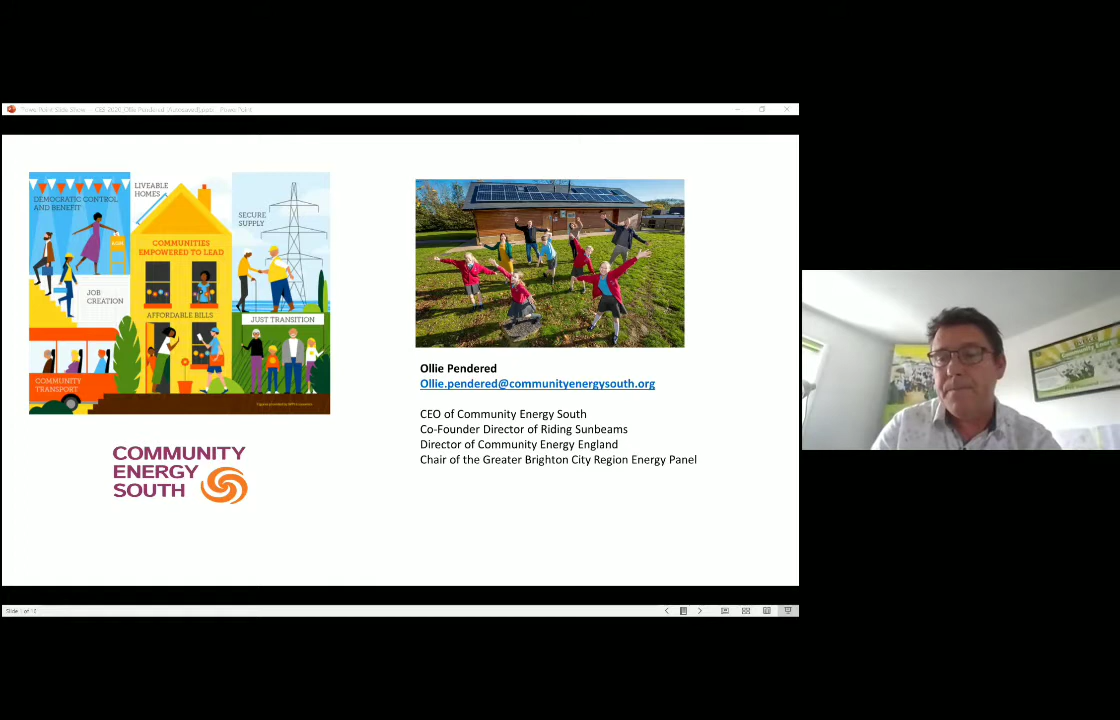 DEMOCRATIC CONTROL
AND BENEFIT
LIVEABLE
HOMES
SECURE
SUPPLY
COMMUNITIES
EMPOWERED TO LEAD
JOB
CREATION
AFFORDABLE BILLS
JUST TRANSITION
COMMUNITY
TRANSPORT
COMMUNITY
ENERGY
SOUTH
Ollie Pendered
Ollie.pendered@communityenergysouth.org
CEO of Community Energy South
Co-Founder Director of Riding Sunbeams
Director of Community Energy England
Chair of the Greater Brighton City Region Energy Panel